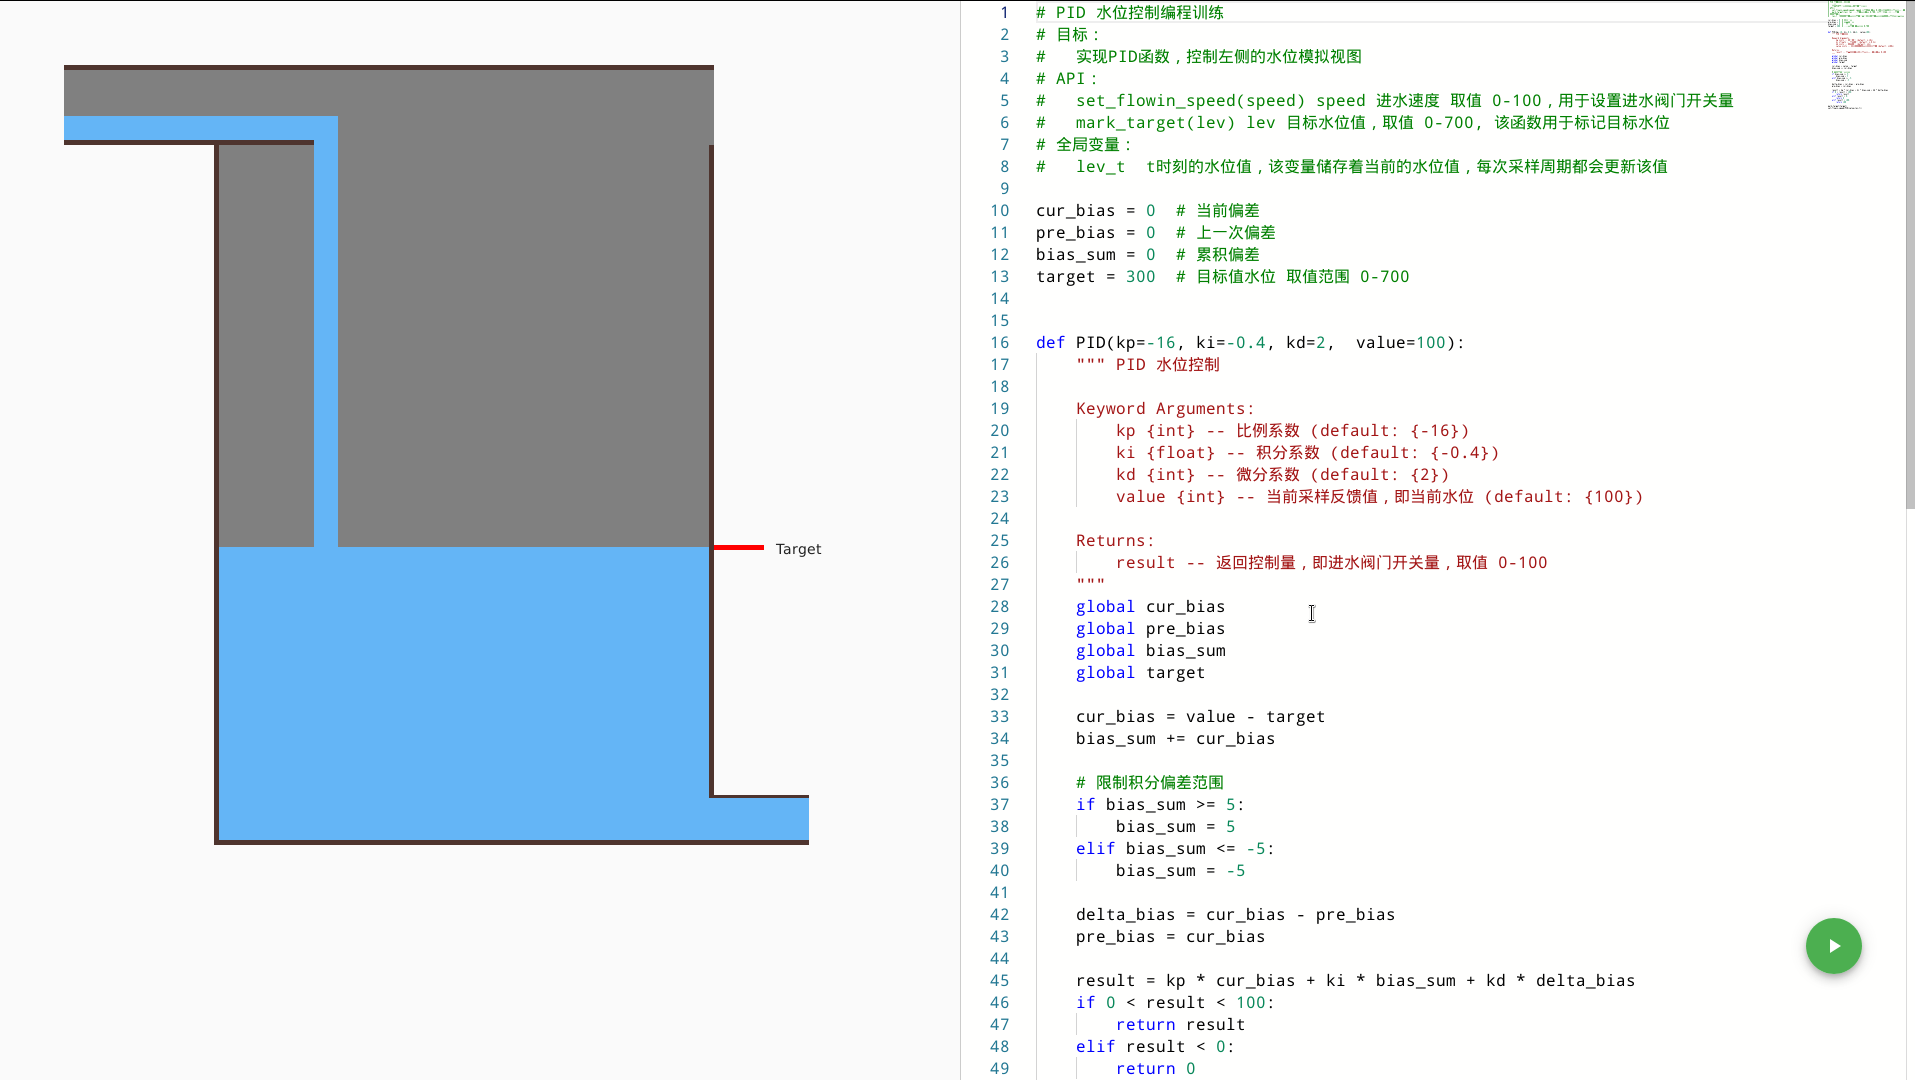 Target
1 # PID 水位控制编程训练
2 # 目标：
3 #   实现PID函数，控制左侧的水位模拟视图
4 # API：
5 #   set_flowin_speed(speed) speed 进水速度 取值 0-100，用于设置进水阀门开关量
6 #   mark_target(lev) lev 目标水位值，取值 0-700, 该函数用于标记目标水位
7 # 全局变量：
8 #   lev_t  t时刻的水位值，该变量储存着当前的水位值，每次采样周期都会更新该值
9
10 cur_bias = 0  # 当前偏差
11 pre_bias = 0  # 上一次偏差
12 bias_sum = 0  # 累积偏差
13 target = 300  # 目标值水位 取值范围 0-700
14
15
16 def PID(kp=-16, ki=-0.4, kd=2,  value=100):
17     """ PID 水位控制
18
19     Keyword Arguments:
20         kp {int} -- 比例系数 (default: {-16})
21         ki {float} -- 积分系数 (default: {-0.4})
22         kd {int} -- 微分系数 (default: {2})
23         value {int} -- 当前采样反馈值，即当前水位 (default: {100})
24
25     Returns:
26         result -- 返回控制量，即进水阀门开关量，取值 0-100
27     """
28     global cur_bias
29     global pre_bias
30     global bias_sum
31     global target
32
33     cur_bias = value - target
34     bias_sum += cur_bias
35
36     # 限制积分偏差范围
37     if bias_sum >= 5:
38         bias_sum = 5
39     elif bias_sum <= -5:
40         bias_sum = -5
41
42     delta_bias = cur_bias - pre_bias
43     pre_bias = cur_bias
44
45     result = kp * cur_bias + ki * bias_sum + kd * delta_bias
46     if 0 < result < 100:
47         return result
48     elif result < 0:
49         return 0